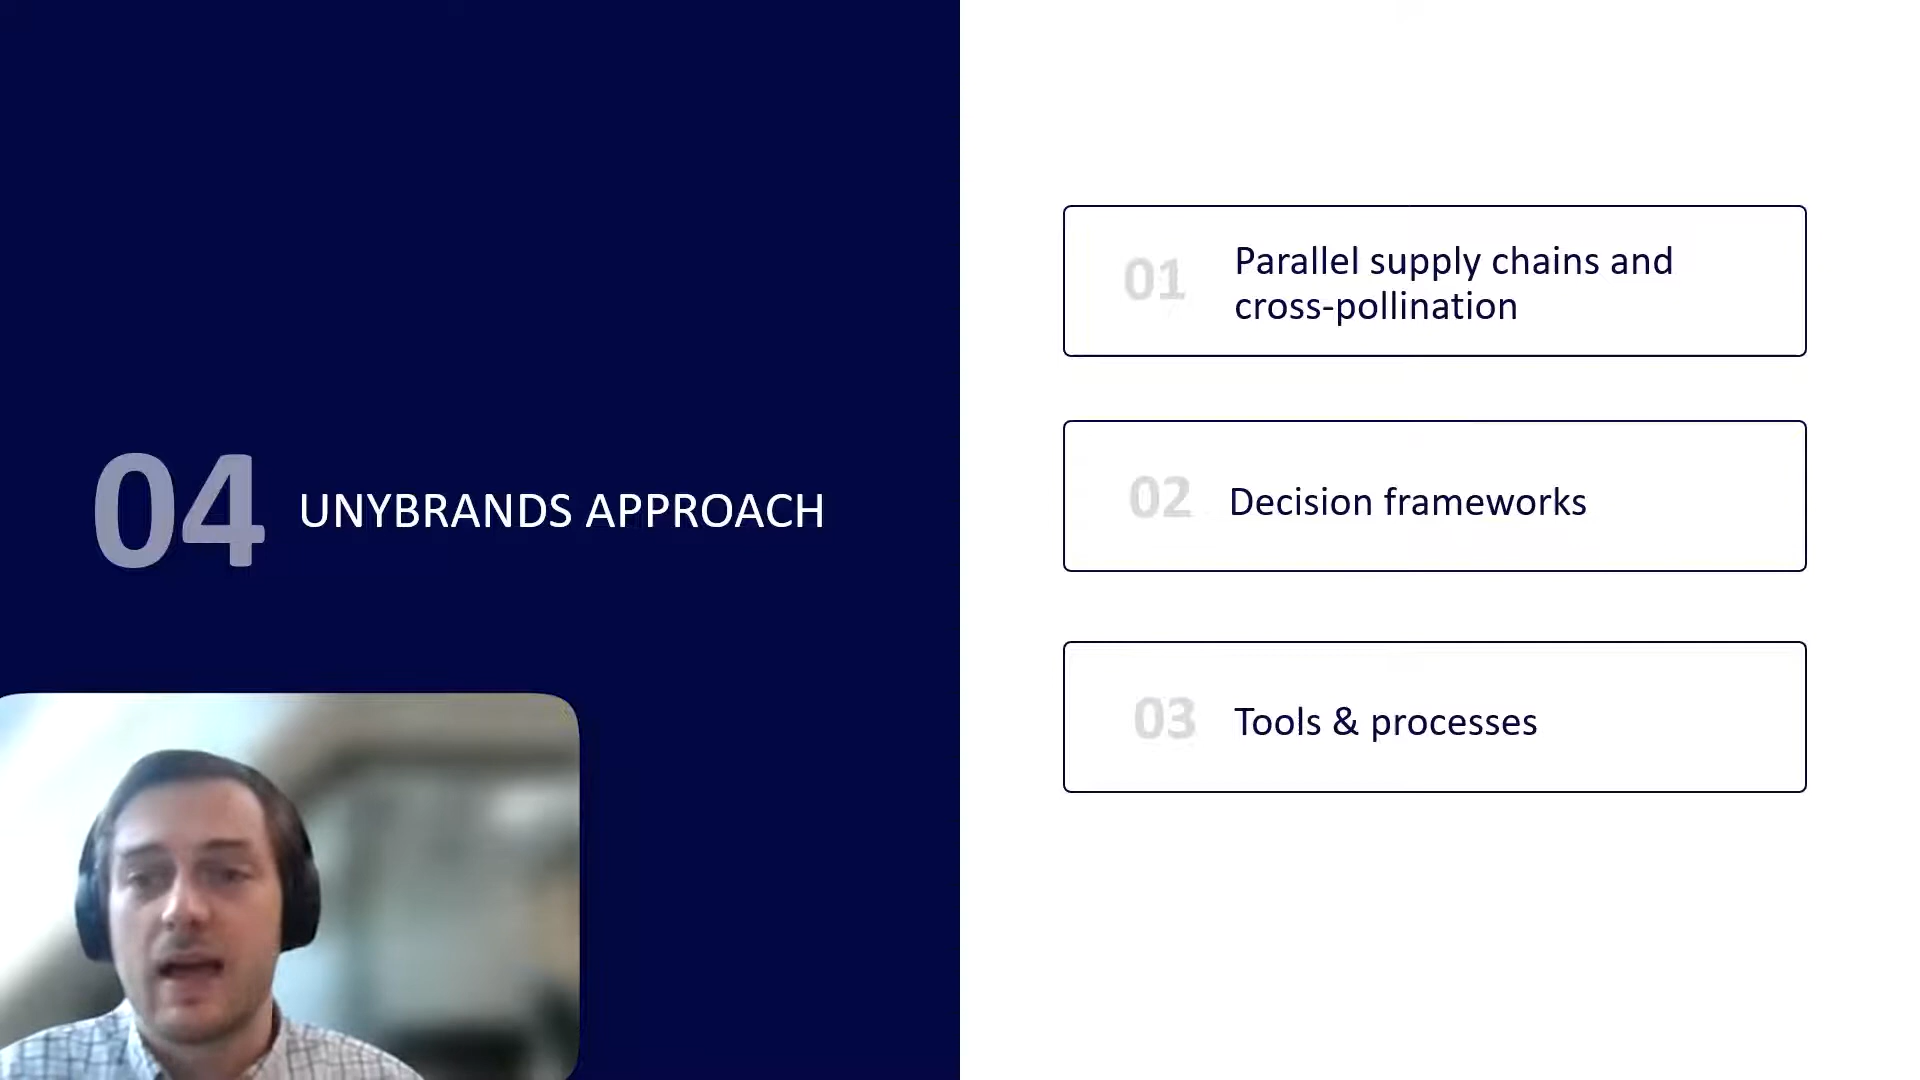 04 UNYBRANDS APPROACH
01 Parallel supply chains and
cross-pollination
02 Decision frameworks
03 Tools & processes